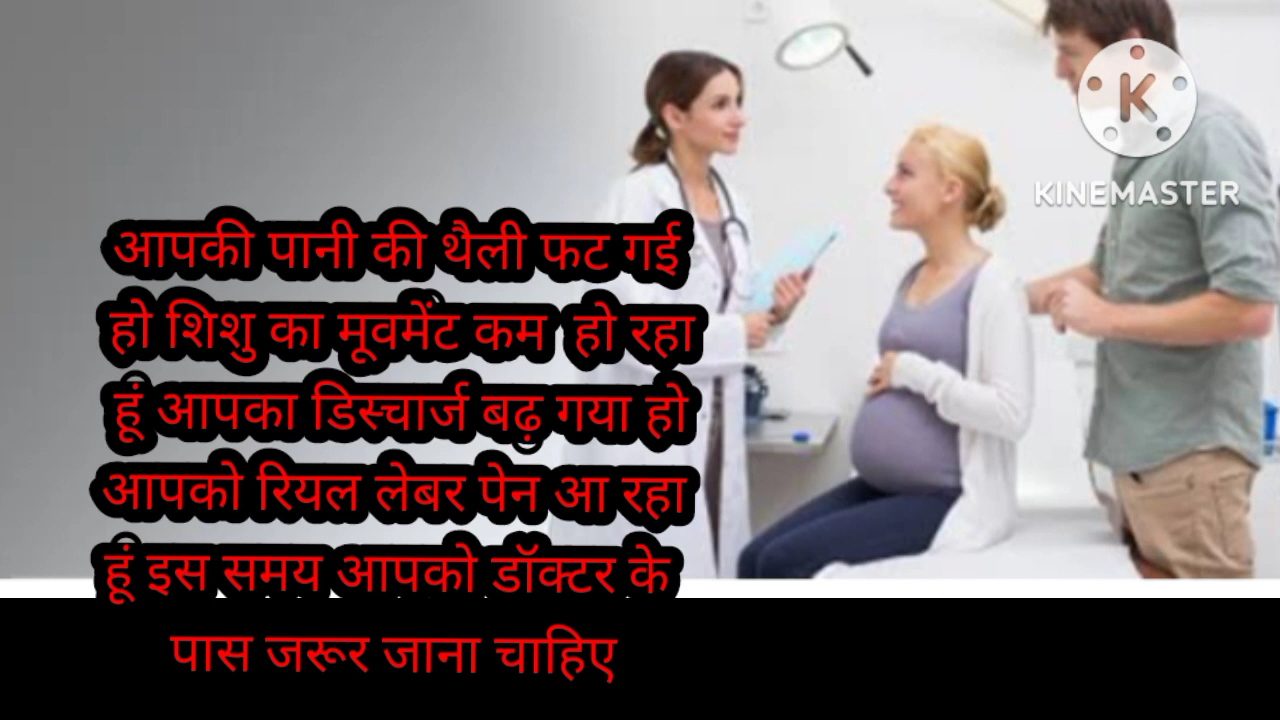 आपकी पानी की थैली फट गई
हो शिशु का मूवमेंट कम हो रहा
हूं आपका डिस्चार्ज बढ़ गया हो
आपको रियल लेबर पेन आ रहा
हूं इस समय आपको डॉक्टर के
पास जरूर जाना चाहिए
K
KINEMASTER